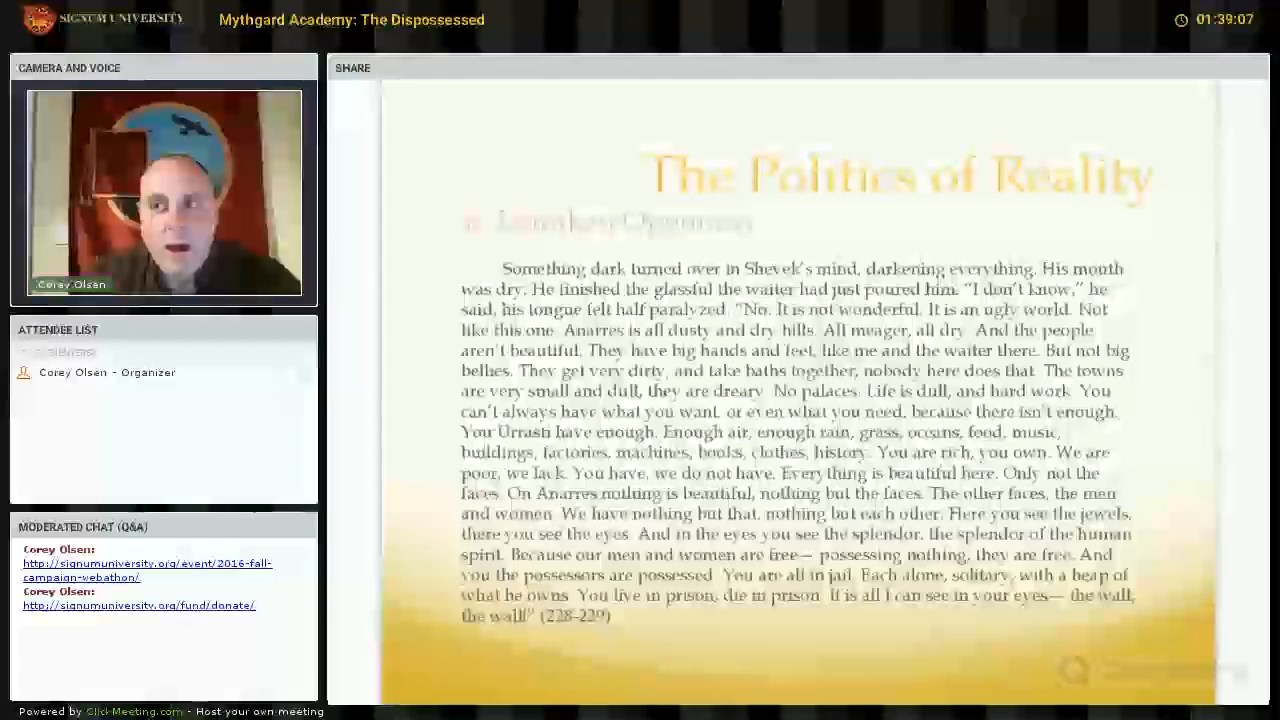 SIGNUM UNIVERSITY
Mythgard Academy: The Dispossessed
01:39:07
CAMERA AND VOICE
Corey Olsen
ATTENDEE LIST
Corey Olsen - Organizer
MODERATED CHAT (Q&A)
Corey Olsen:
http://signumuniversity.org/event/2016-fall-
campaign-webathon/.
Corey Olsen:
http://signumuniversity.org/fund/donate/
SHARE
The Politics of Reality
Something dark turned over in Shevek's mind, darkening everything. His mouth
was dry. He finished the glassful the waiter had just poured him. "I don't know," he
said, his tongue felt half paralyzed. "No. It is not wonderful. It is an ugly world. Not
like this one. Anarres is all dusty and dry hills. All meager, all dry. And the people
aren't beautiful. They have big hands and feet, like me and the waiter there. But not big
bellies. They get very dirty, and take baths together, nobody here does that. The towns
are very small and dull, they are dreary. No palaces. Life is dull, and hard work. You
can't always have what you want, or even what you need, because there isn't enough.
You Urrasti have enough. Enough air, enough rain, grass, oceans, food, music,
buildings, factories, machines, books, clothes, history. You are rich, you own. We are
poor, we lack. You have, we do not have. Everything is beautiful here. Only not the
faces. On Anarres nothing is beautiful, nothing but the faces. The other faces, the men
and women. We have nothing but that, nothing but each other. Here you see the jewels,
there you see the eyes. And in the eyes you see the splendor, the splendor of the human
spirit. Because our men and women are free— possessing nothing, they are free. And
you the possessors are possessed. You are all in jail. Each alone, solitary, with a heap of
what he owns. You live in prison, die in prison. It is all I can see in your eyes— the wall,
the wall!" (228-229)
Powered by ClickMeeting.com - Host your own meeting